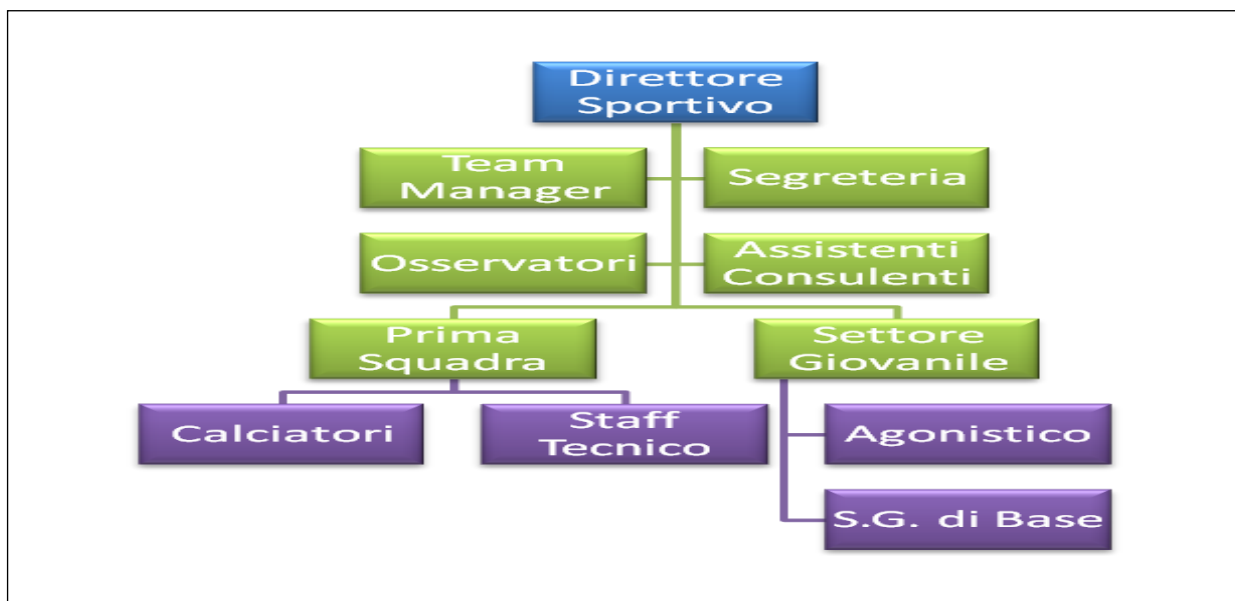 Direttore
Sportivo
Team
Manager
Segreteria
Osservatori
Assistenti
Consulenti
Prima
Squadra
Settore
Giovanile
Calciatori
Staff
Tecnico
Agonistico
S.G. di Base